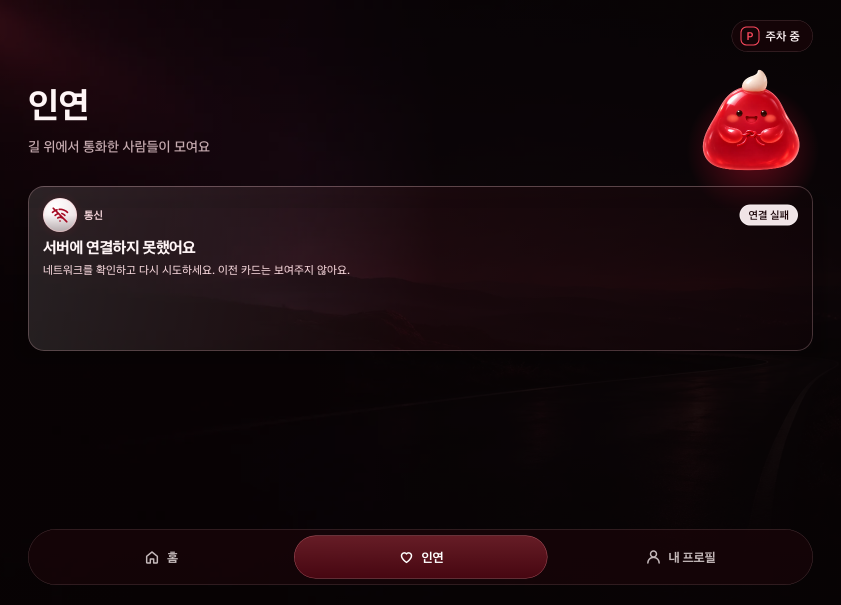 P 주차 중
인연
길 위에서 통화한 사람들이 모여요
통신
연결 실패
서버에 연결하지 못했어요
네트워크를 확인하고 다시 시도하세요. 이전 카드는 보여주지 않아요.
홈
인연
내 프로필